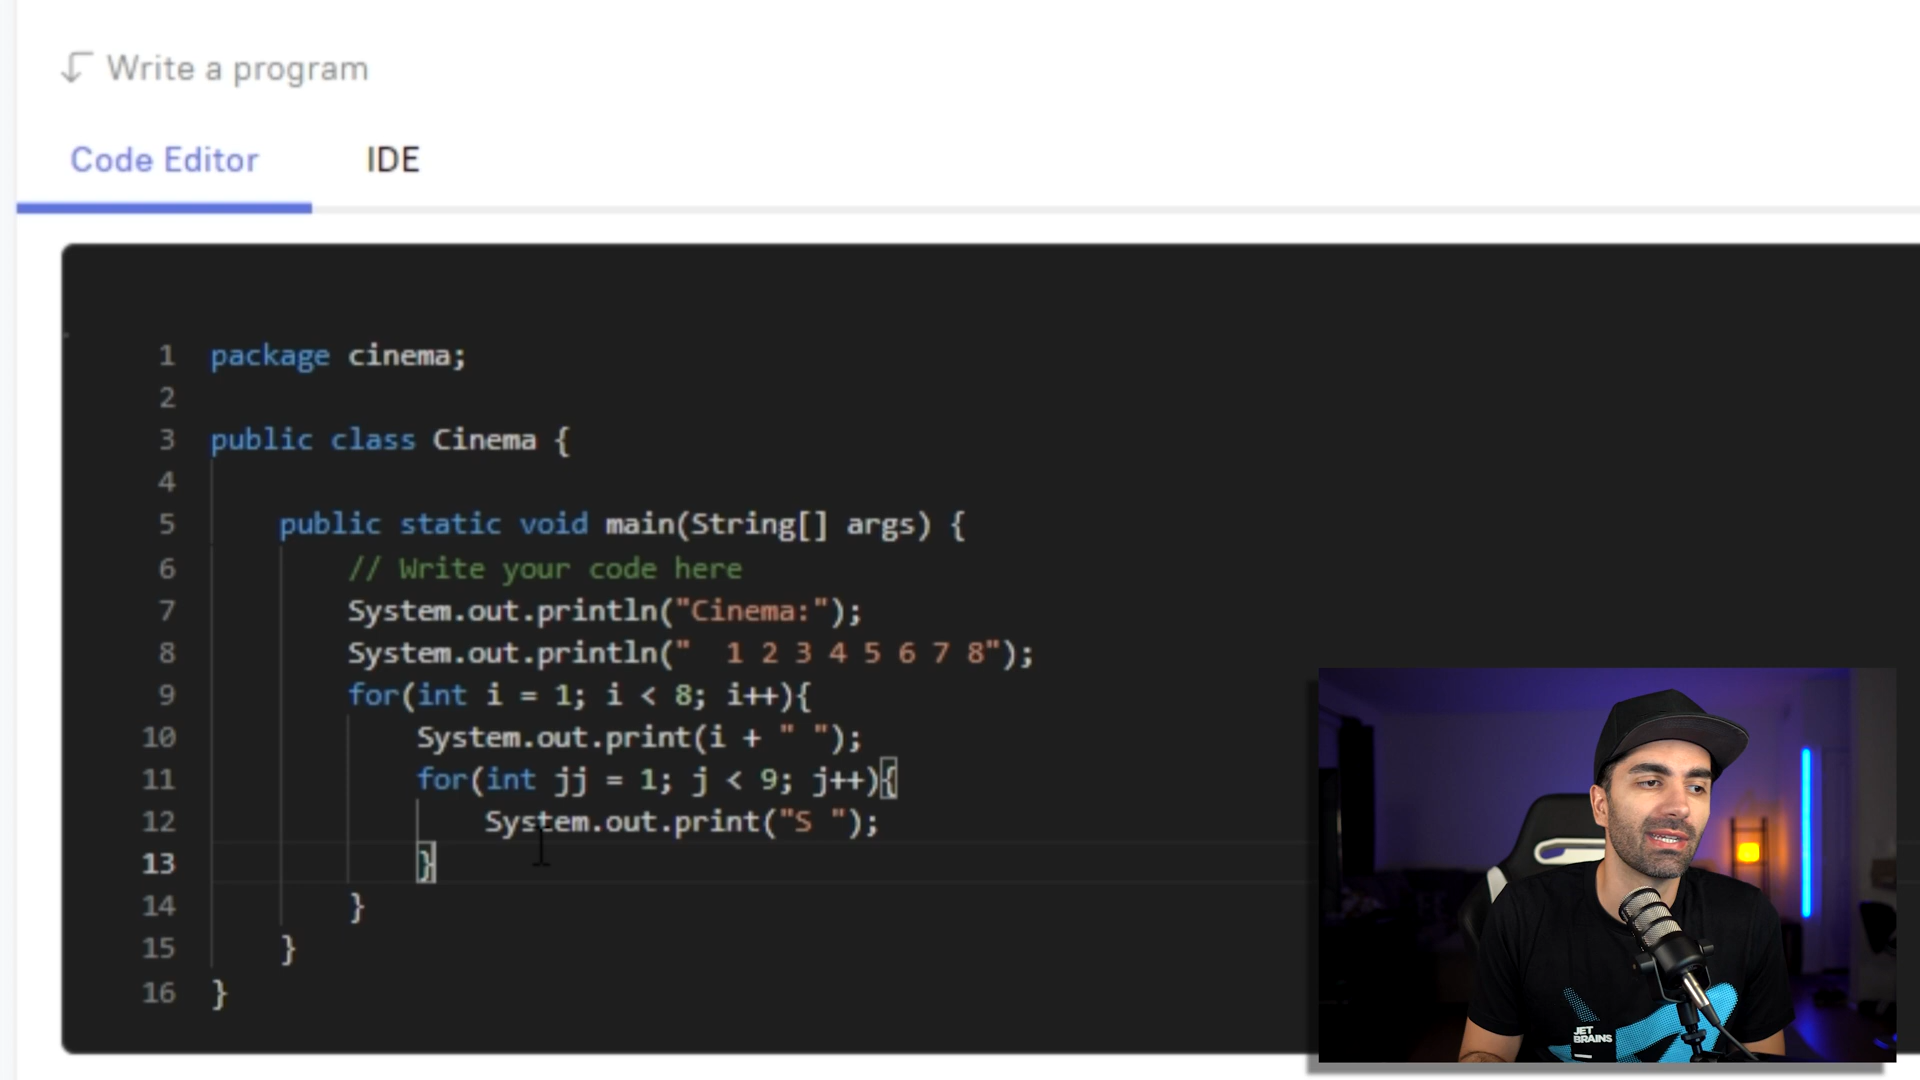 Write a program
Code Editor IDE
1 package cinema;
2
3 public class Cinema {
4
5 public static void main(String[] args) {
6 // Write your code here
7 System.out.println("Cinema:");
8 System.out.println("  1 2 3 4 5 6 7 8");
9 for(int i = 1; i < 8; i++){
10 System.out.print(i + " ");
11 for(int jj = 1; j < 9; j++){
12 System.out.print("S ");
13 }
14 }
15 }
16 }
JET
BRAINS